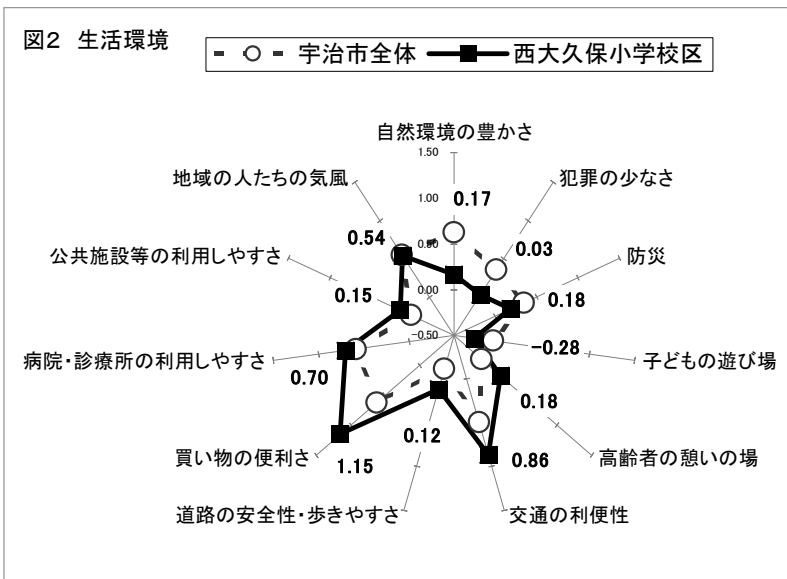 図2 生活環境
宇治市全体 西大久保小学校区
自然環境の豊かさ
1.50
地域の人たちの気風
犯罪の少なさ
1.00
0.17
0.54
0.50
0.03
公共施設等の利用しやすさ
防災
0.15
0.00
0.18
-0.50
-0.28
病院・診療所の利用しやすさ
子どもの遊び場
0.70
0.18
0.12
買い物の便利さ
1.15
0.86
高齢者の憩いの場
道路の安全性・歩きやすさ
交通の利便性